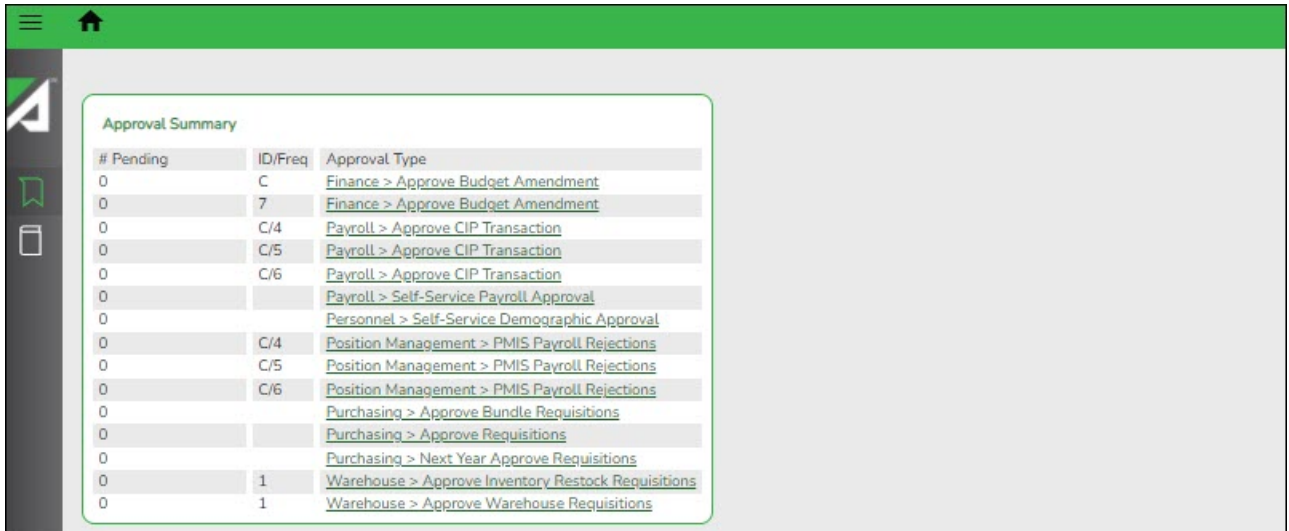 Approval Summary
# Pending ID/Freq Approval Type
0 C Finance > Approve Budget Amendment
0 7 Finance > Approve Budget Amendment
0 C/4 Payroll > Approve CIP Transaction
0 C/5 Payroll > Approve CIP Transaction
0 C/6 Payroll > Approve CIP Transaction
0 Payroll > Self-Service Payroll Approval
0 Personnel > Self-Service Demographic Approval
0 C/4 Position Management > PMIS Payroll Rejections
0 C/5 Position Management > PMIS Payroll Rejections
0 C/6 Position Management > PMIS Payroll Rejections
0 Purchasing > Approve Bundle Requisitions
0 Purchasing > Approve Requisitions
0 Purchasing > Next Year Approve Requisitions
0 1 Warehouse > Approve Inventory Restock Requisitions
0 1 Warehouse > Approve Warehouse Requisitions